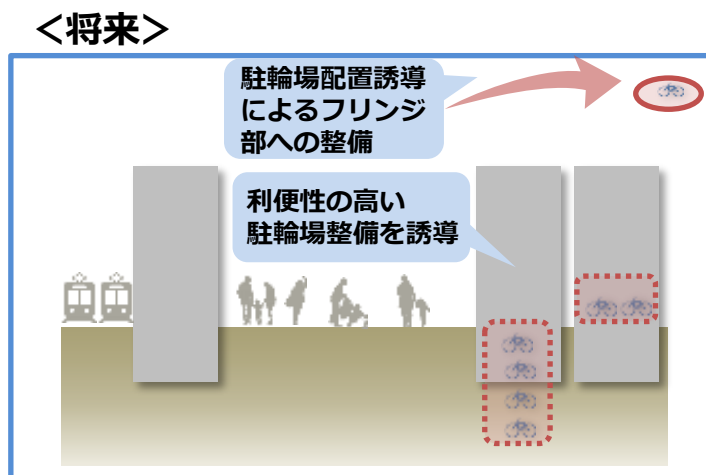 ＜将来＞
駐輪場配置誘導
によるフリンジ
部への整備
利便性の高い
駐輪場整備を誘導